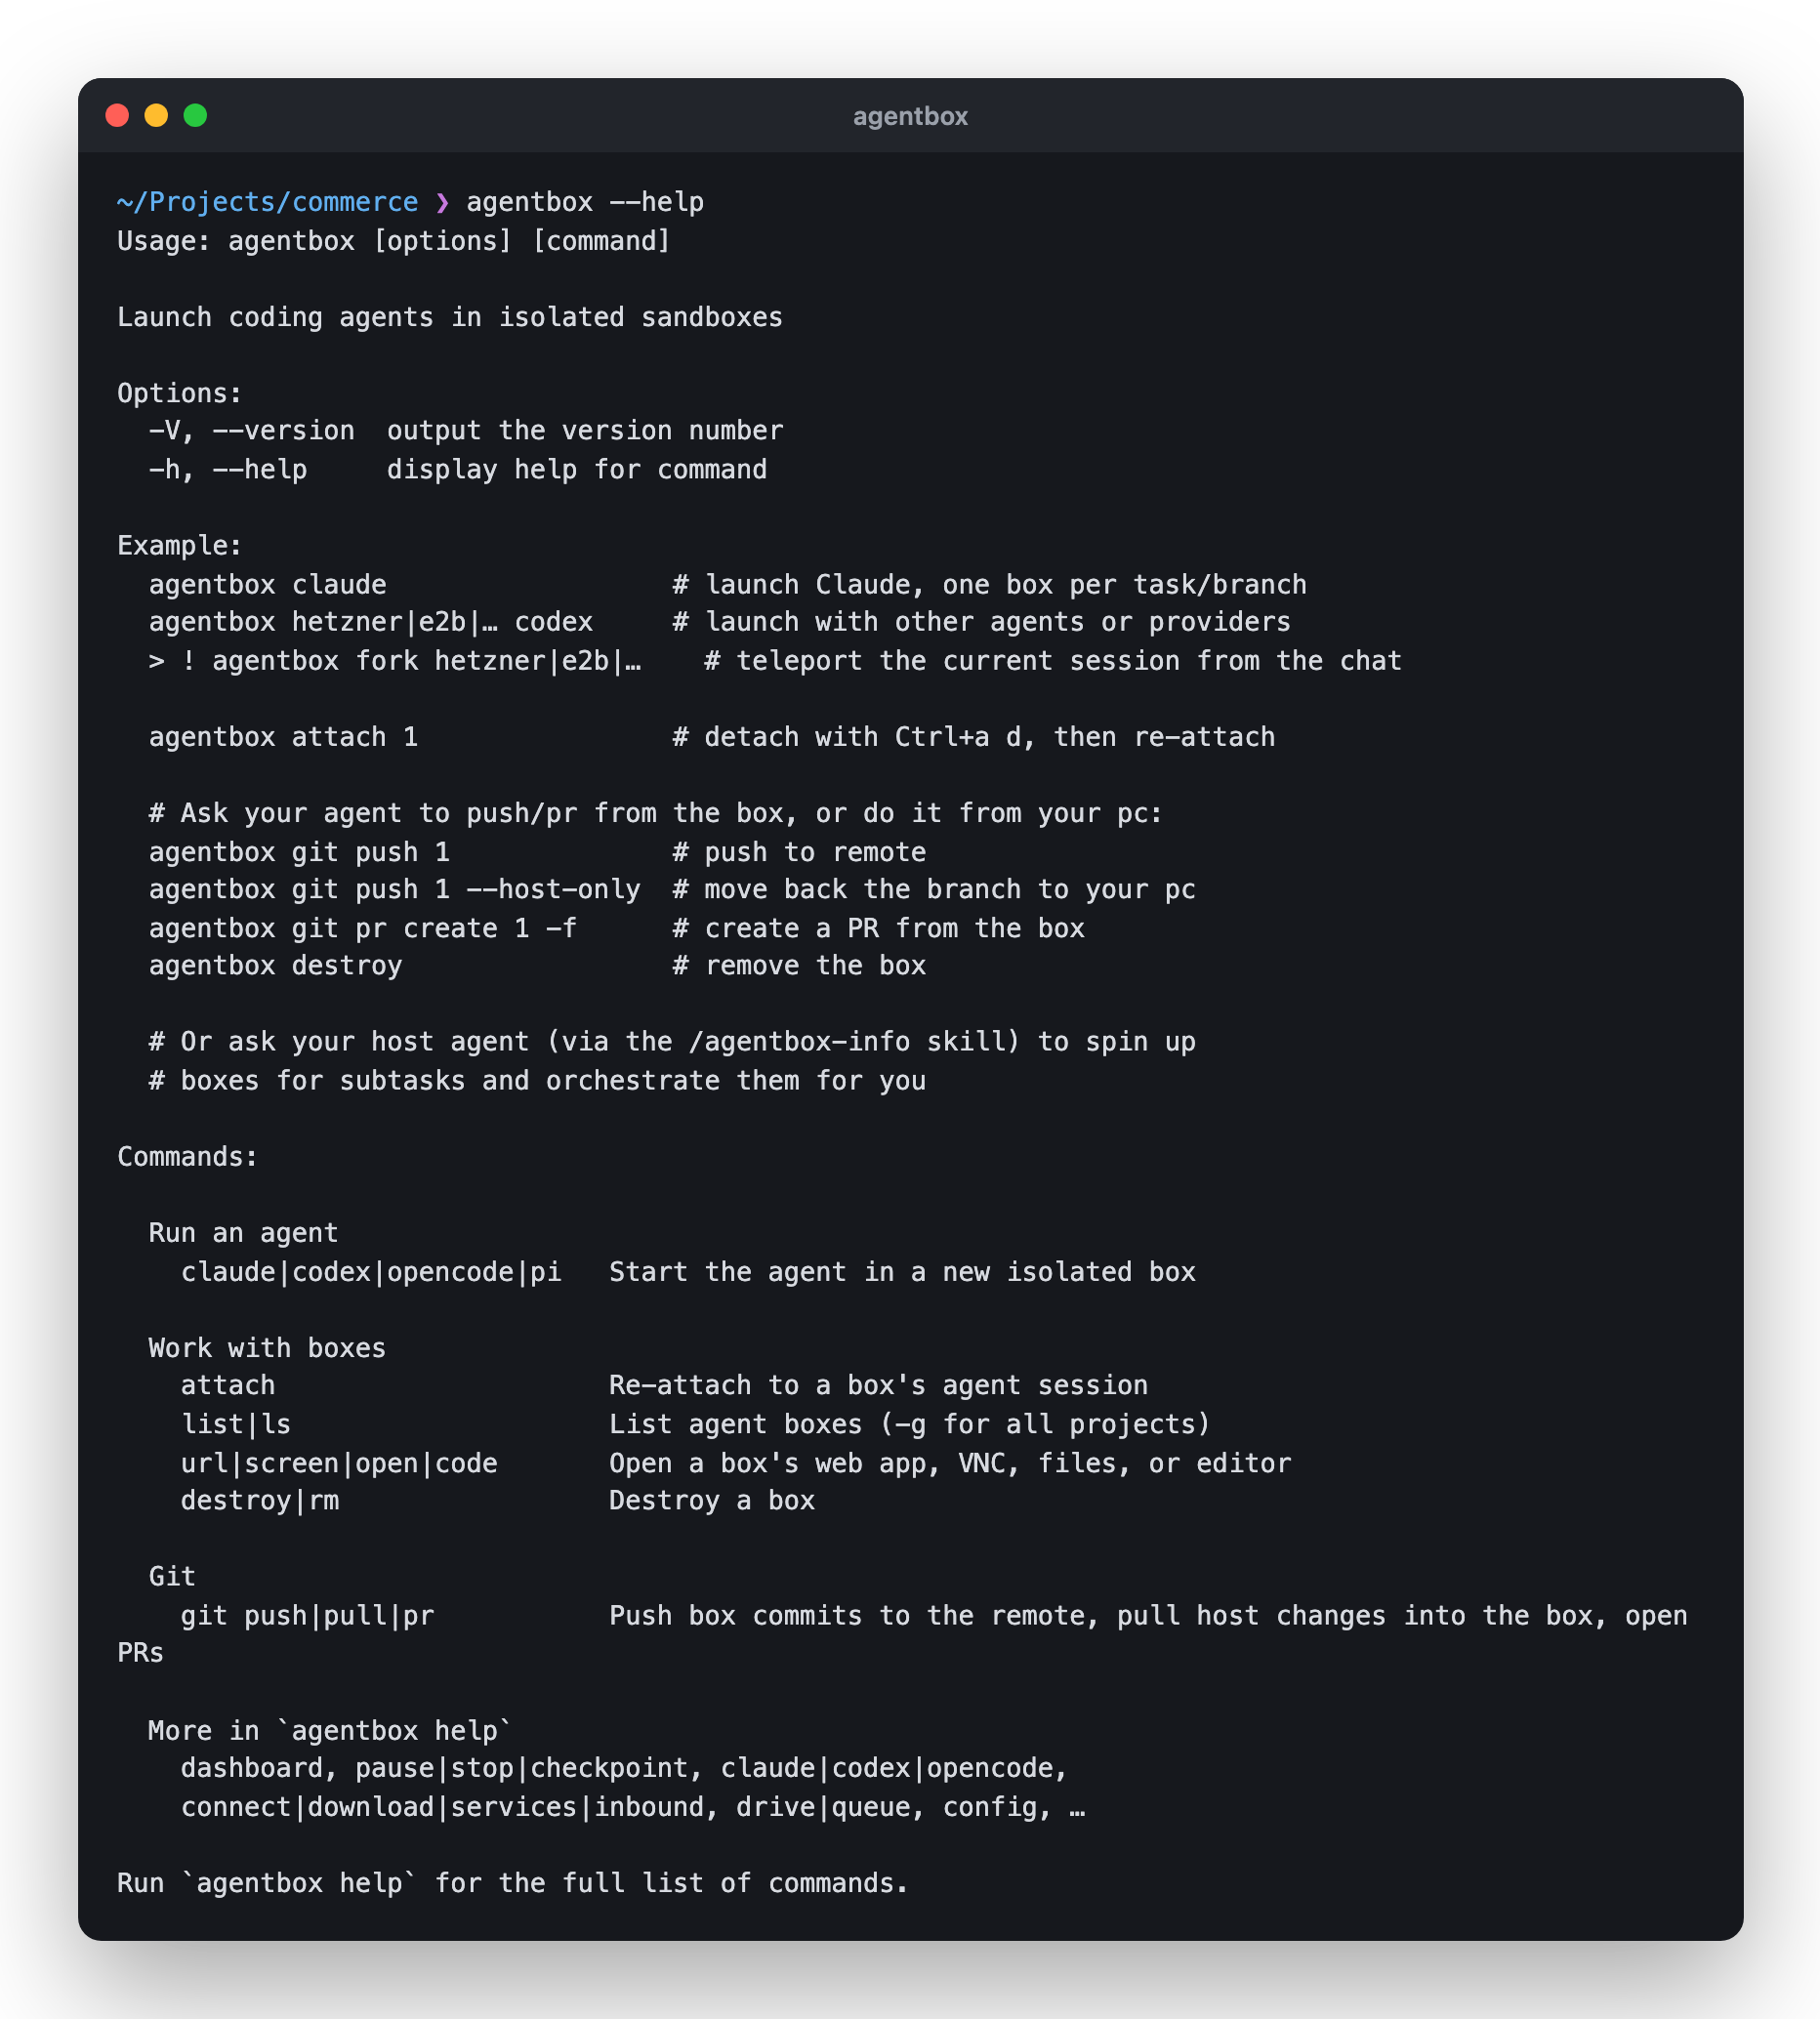 agentbox
~/Projects/commerce ❯ agentbox --help
Usage: agentbox [options] [command]

Launch coding agents in isolated sandboxes

Options:
  -V, --version  output the version number
  -h, --help     display help for command

Example:
  agentbox claude                  # launch Claude, one box per task/branch
  agentbox hetzner|e2b|… codex     # launch with other agents or providers
  > ! agentbox fork hetzner|e2b|…    # teleport the current session from the chat

  agentbox attach 1                # detach with Ctrl+a d, then re-attach

  # Ask your agent to push/pr from the box, or do it from your pc:
  agentbox git push 1              # push to remote
  agentbox git push 1 --host-only  # move back the branch to your pc
  agentbox git pr create 1 -f      # create a PR from the box
  agentbox destroy                 # remove the box

  # Or ask your host agent (via the /agentbox-info skill) to spin up
  # boxes for subtasks and orchestrate them for you

Commands:

  Run an agent
    claude|codex|opencode|pi   Start the agent in a new isolated box

  Work with boxes
    attach                     Re-attach to a box's agent session
    list|ls                    List agent boxes (-g for all projects)
    url|screen|open|code       Open a box's web app, VNC, files, or editor
    destroy|rm                 Destroy a box

  Git
    git push|pull|pr           Push box commits to the remote, pull host changes into the box, open
PRs

  More in `agentbox help`
    dashboard, pause|stop|checkpoint, claude|codex|opencode,
    connect|download|services|inbound, drive|queue, config, …

Run `agentbox help` for the full list of commands.